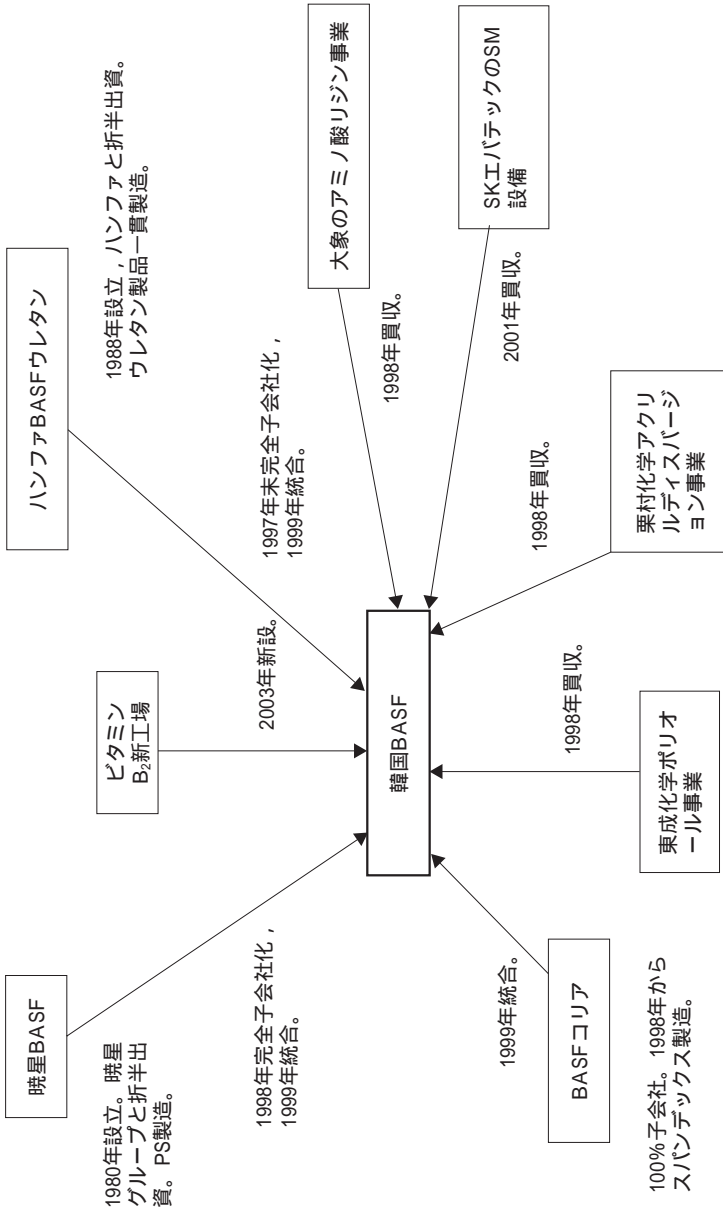 暁星BASF
1980年設立。暁星
グループと折半出
資。PS製造。
1998年完全子会社化，
1999年統合。
ビタミン
B₂新工場
2003年新設。
ハンファBASFウレタン
1988年設立，ハンファと折半出資。
ウレタン製品一貫製造。
1997年末完全子会社化，
1999年統合。
韓国BASF
大象のアミノ酸リジン事業
1998年買収。
SKエバテックのSM
設備
2001年買収。
BASFコリア
1999年統合。
100%子会社。1998年から
スパンデックス製造。
東成化学ポリオ
ール事業
1998年買収。
栗村化学アクリ
ルディスパージ
ョン事業
1998年買収。